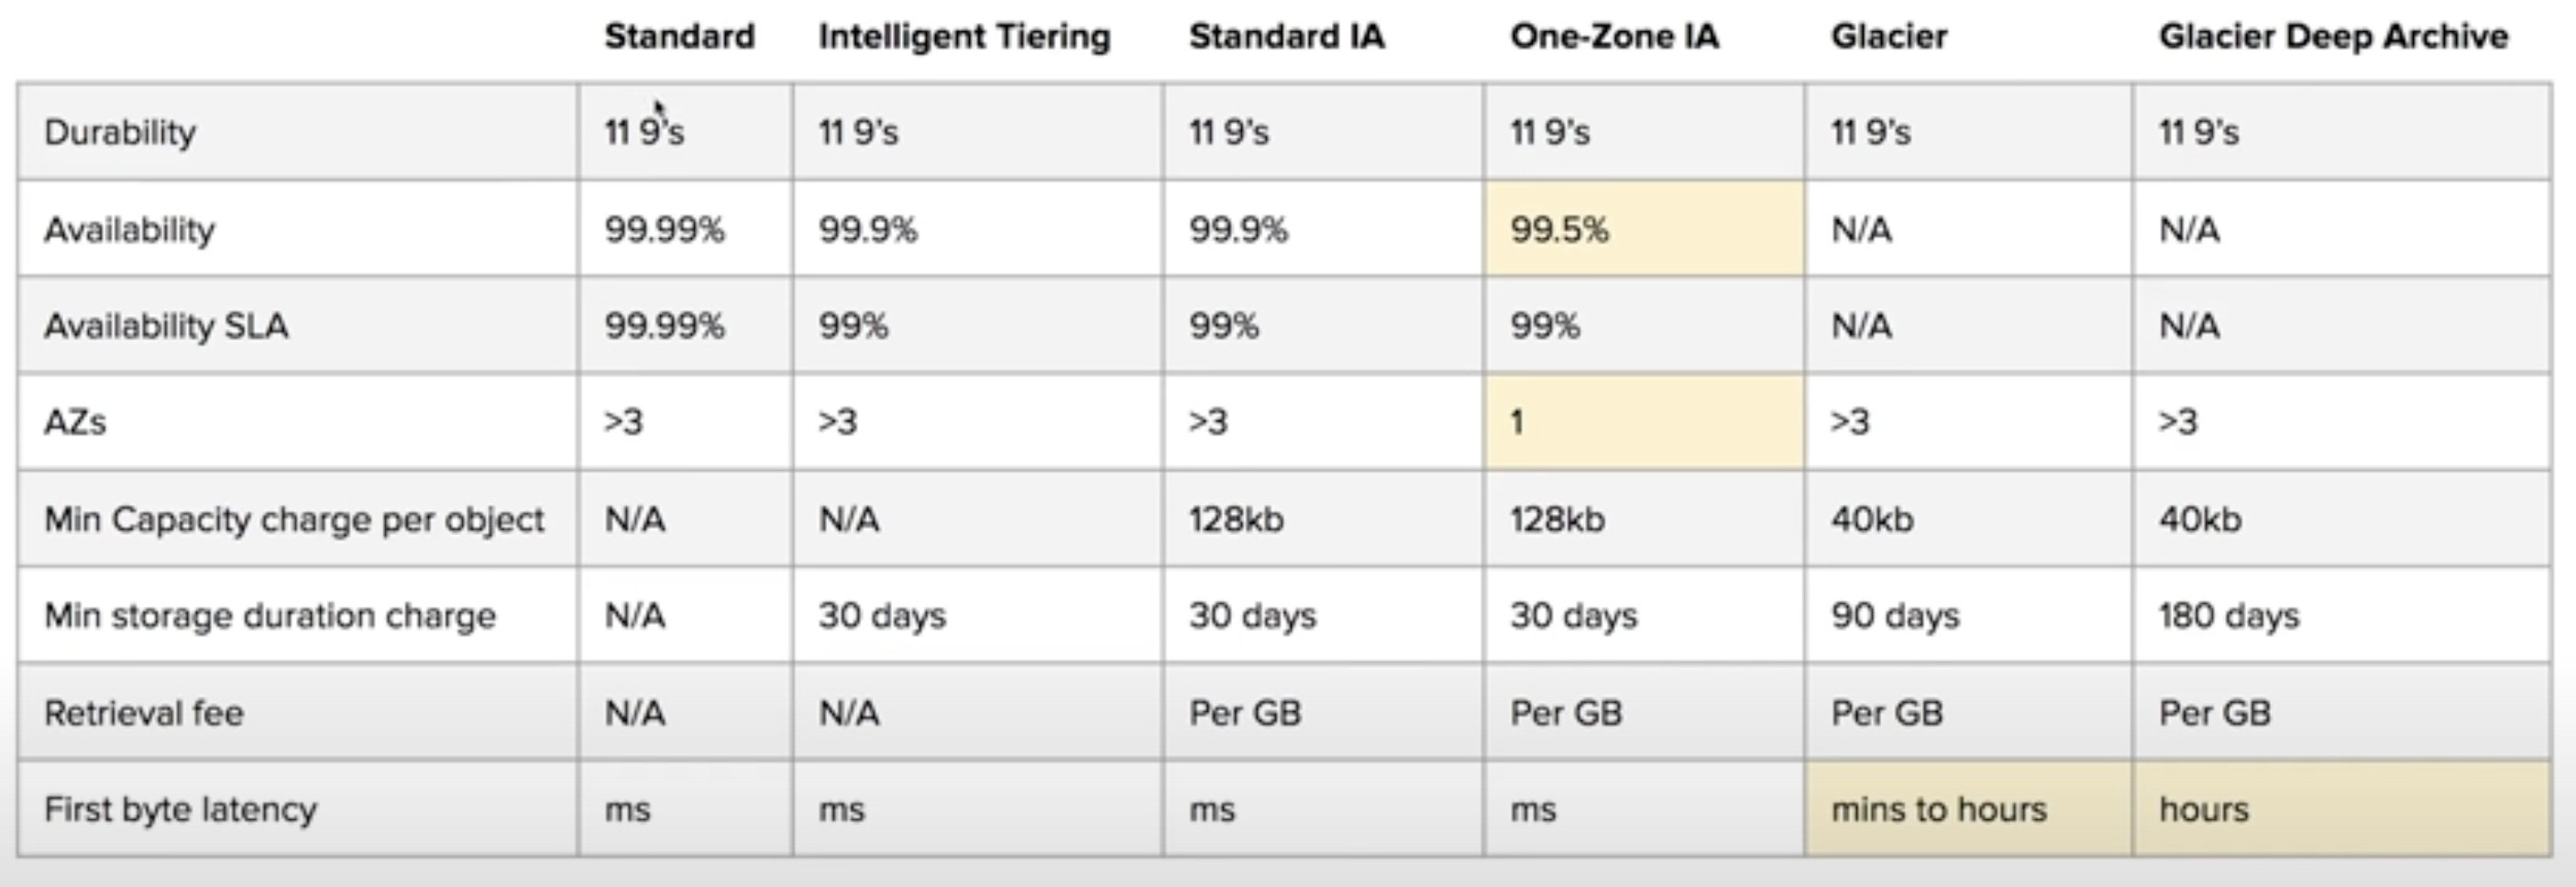 Standard Intelligent Tiering Standard IA One-Zone IA Glacier Glacier Deep Archive
Durability 11 9's 11 9's 11 9's 11 9's 11 9's 11 9's
Availability 99.99% 99.9% 99.9% 99.5% N/A N/A
Availability SLA 99.99% 99% 99% 99% N/A N/A
AZs >3 >3 >3 1 >3 >3
Min Capacity charge per object N/A N/A 128kb 128kb 40kb 40kb
Min storage duration charge N/A 30 days 30 days 30 days 90 days 180 days
Retrieval fee N/A N/A Per GB Per GB Per GB Per GB
First byte latency ms ms ms ms mins to hours hours